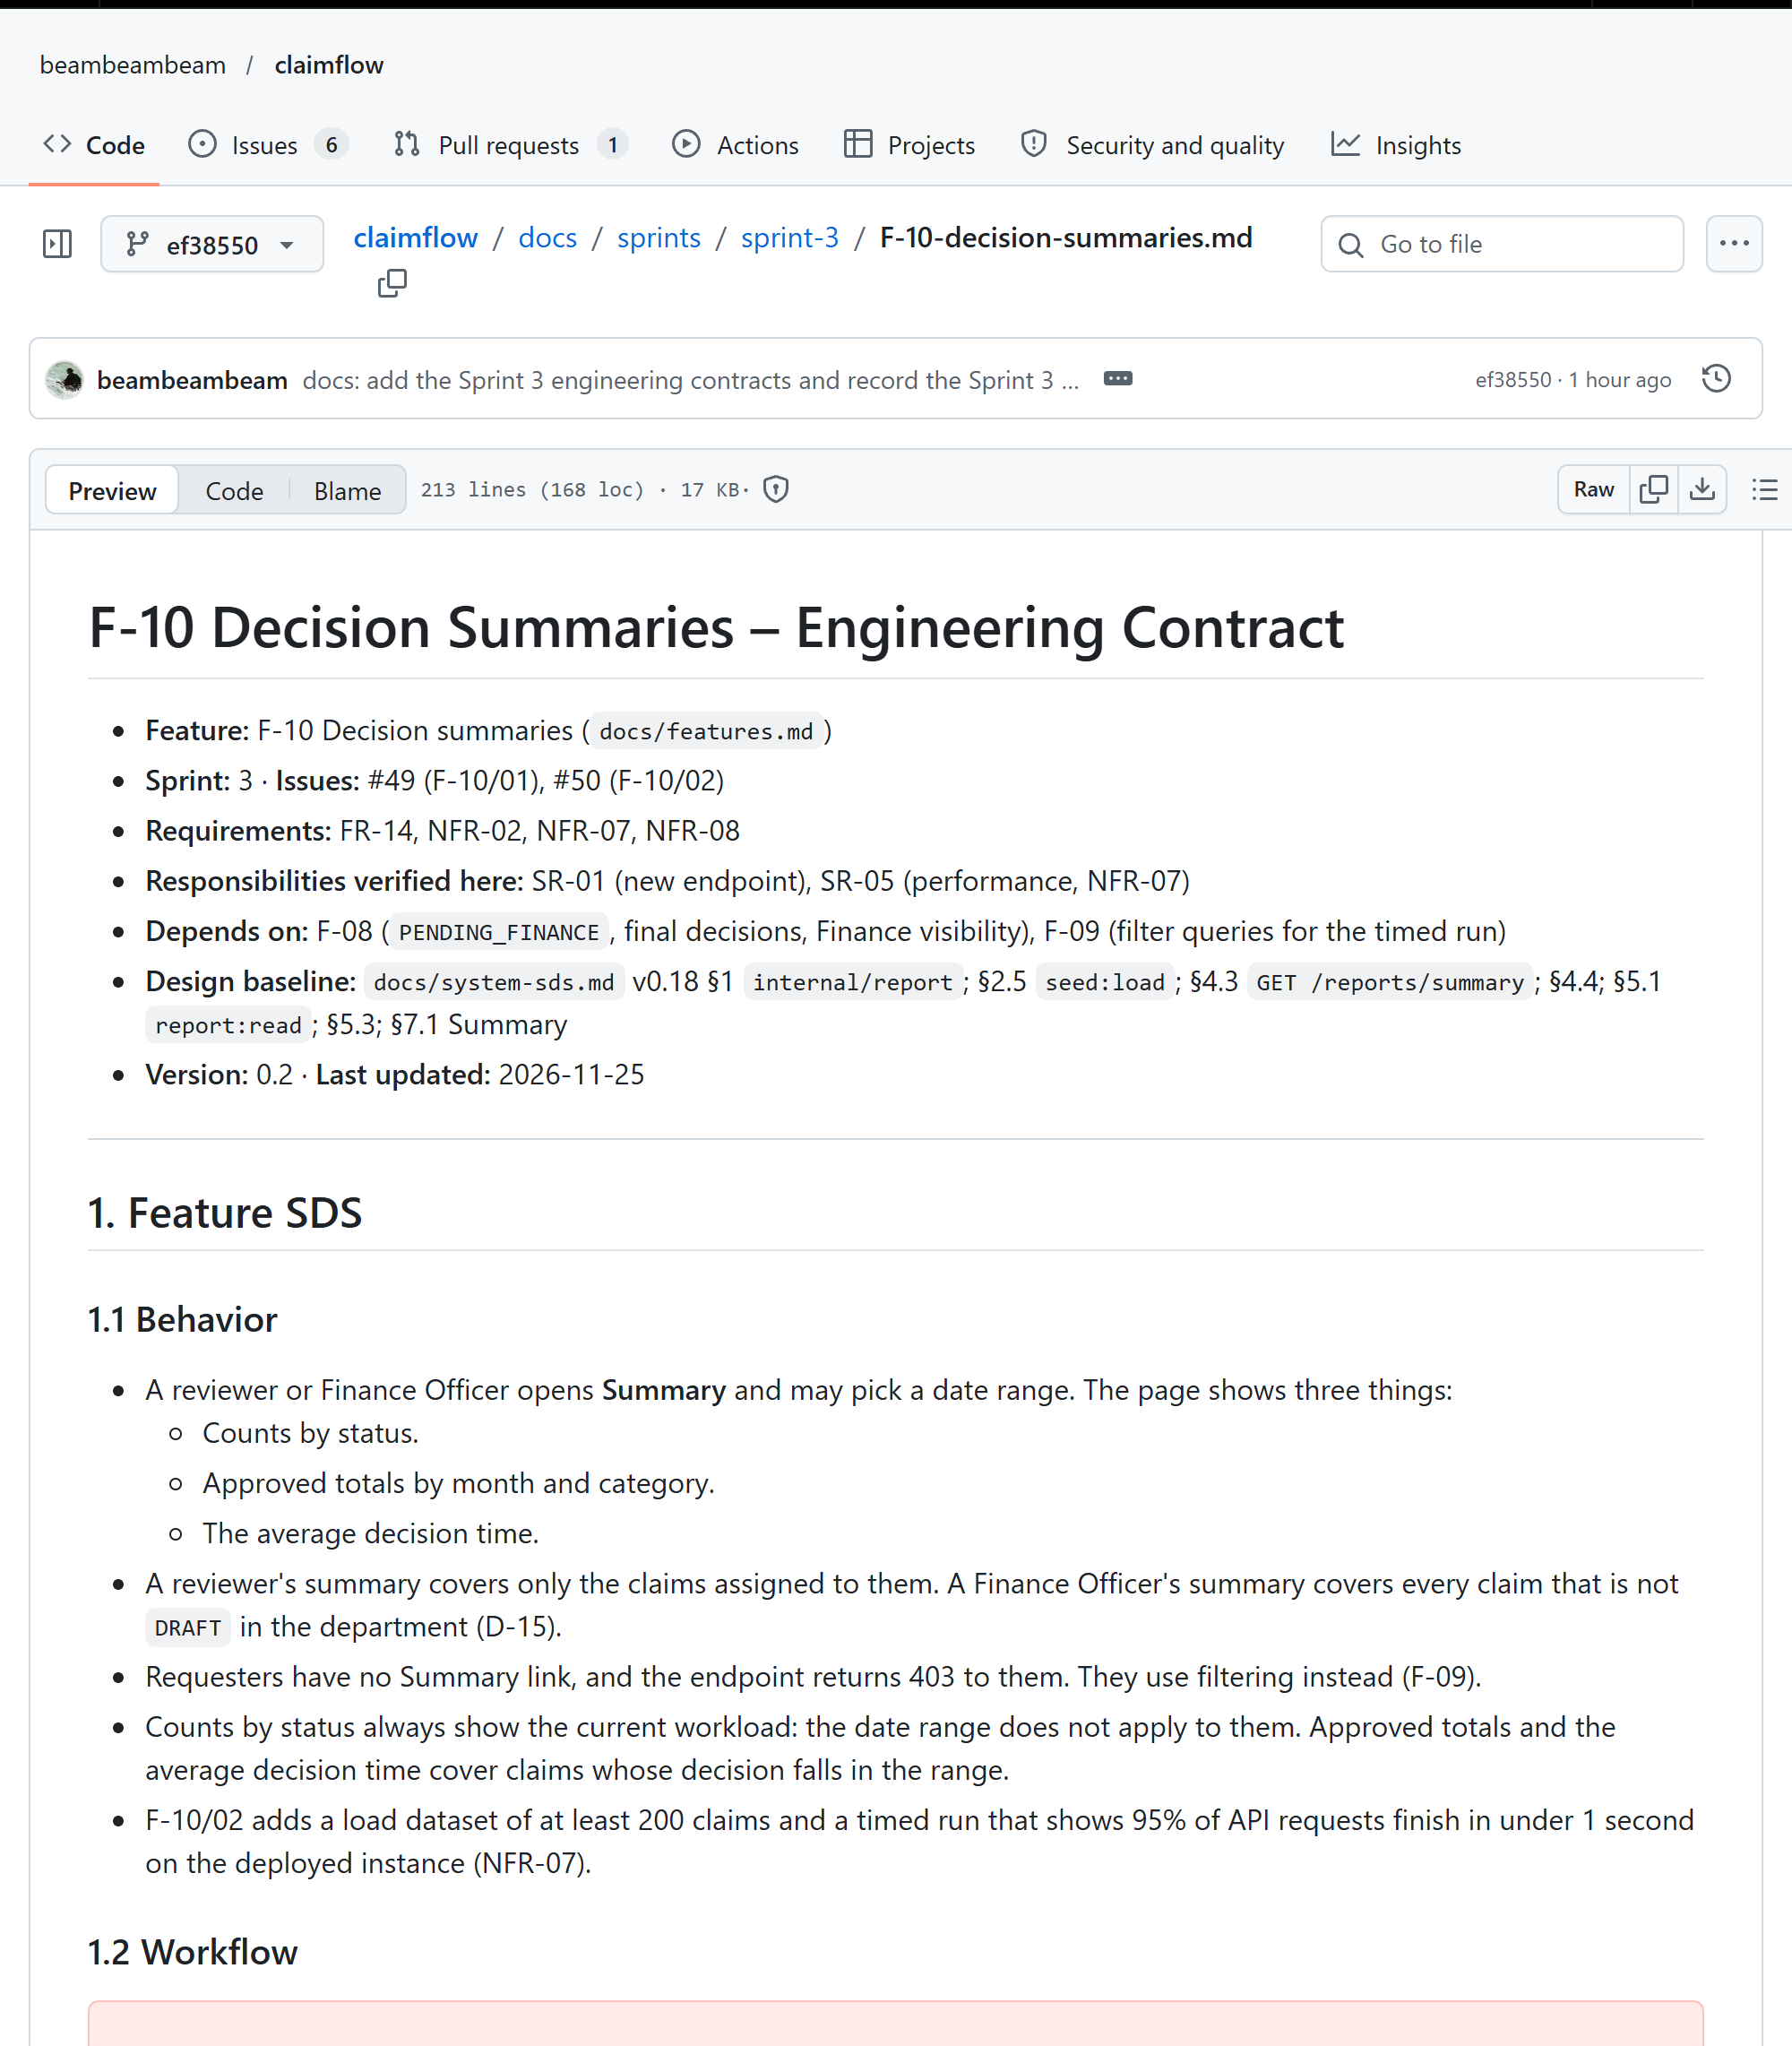 beambeambeam / claimflow
Code Issues 6 Pull requests 1 Actions Projects Security and quality Insights
ef38550 claimflow / docs / sprints / sprint-3 / F-10-decision-summaries.md Go to file
beambeambeam docs: add the Sprint 3 engineering contracts and record the Sprint 3 ... ef38550 · 1 hour ago
Preview Code Blame 213 lines (168 loc) · 17 KB · Raw
F-10 Decision Summaries – Engineering Contract
• Feature: F-10 Decision summaries (docs/features.md)
• Sprint: 3 · Issues: #49 (F-10/01), #50 (F-10/02)
• Requirements: FR-14, NFR-02, NFR-07, NFR-08
• Responsibilities verified here: SR-01 (new endpoint), SR-05 (performance, NFR-07)
• Depends on: F-08 (PENDING_FINANCE, final decisions, Finance visibility), F-09 (filter queries for the timed run)
• Design baseline: docs/system-sds.md v0.18 §1 internal/report; §2.5 seed:load; §4.3 GET /reports/summary; §4.4; §5.1
report:read; §5.3; §7.1 Summary
• Version: 0.2 · Last updated: 2026-11-25
1. Feature SDS
1.1 Behavior
• A reviewer or Finance Officer opens Summary and may pick a date range. The page shows three things:
○ Counts by status.
○ Approved totals by month and category.
○ The average decision time.
• A reviewer's summary covers only the claims assigned to them. A Finance Officer's summary covers every claim that is not
DRAFT in the department (D-15).
• Requesters have no Summary link, and the endpoint returns 403 to them. They use filtering instead (F-09).
• Counts by status always show the current workload: the date range does not apply to them. Approved totals and the
average decision time cover claims whose decision falls in the range.
• F-10/02 adds a load dataset of at least 200 claims and a timed run that shows 95% of API requests finish in under 1 second
on the deployed instance (NFR-07).
1.2 Workflow